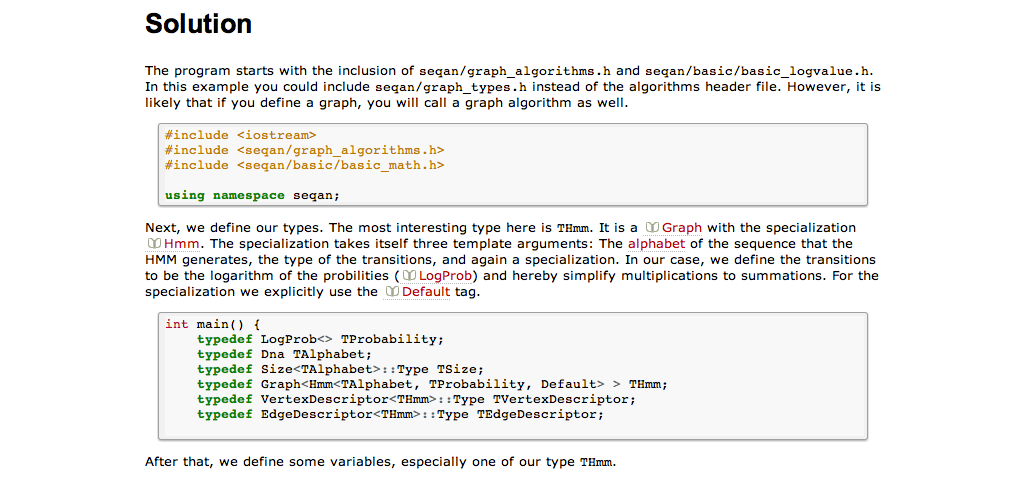 Solution
The program starts with the inclusion of seqan/graph_algorithms.h and seqan/basic/basic_logvalue.h.
In this example you could include seqan/graph_types.h instead of the algorithms header file. However, it is
likely that if you define a graph, you will call a graph algorithm as well.
#include <iostream>
#include <seqan/graph_algorithms.h>
#include <seqan/basic/basic_math.h>
using namespace seqan;
Next, we define our types. The most interesting type here is THmm. It is a Graph with the specialization
Hmm. The specialization takes itself three template arguments: The alphabet of the sequence that the
HMM generates, the type of the transitions, and again a specialization. In our case, we define the transitions
to be the logarithm of the probilities (LogProb) and hereby simplify multiplications to summations. For the
specialization we explicitly use the Default tag.
int main() {
    typedef LogProb<> TProbability;
    typedef Dna TAlphabet;
    typedef Size<TAlphabet>::Type TSize;
    typedef Graph<Hmm<TAlphabet, TProbability, Default> > THmm;
    typedef VertexDescriptor<THmm>::Type TVertexDescriptor;
    typedef EdgeDescriptor<THmm>::Type TEdgeDescriptor;
After that, we define some variables, especially one of our type THmm.